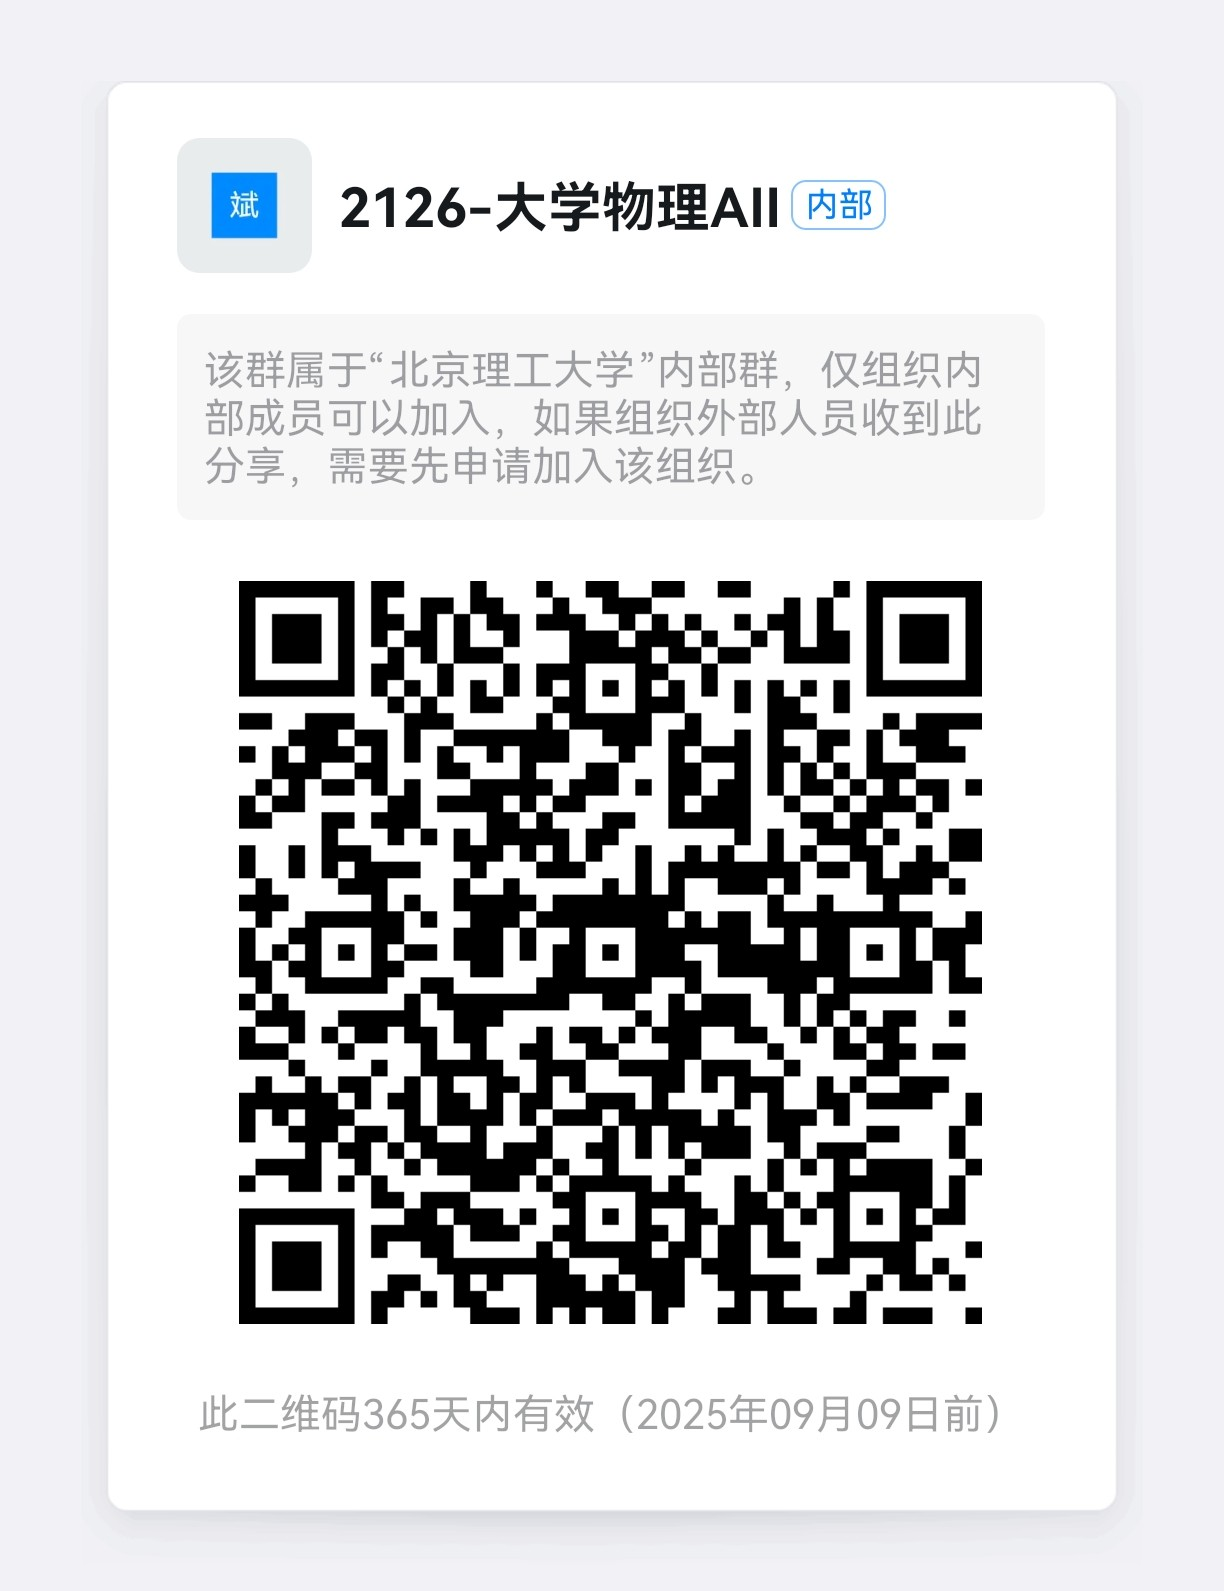 斌
2126-大学物理AII 内部
该群属于“北京理工大学”内部群，仅组织内
部成员可以加入，如果组织外部人员收到此
分享，需要先申请加入该组织。
此二维码365天内有效（2025年09月09日前）